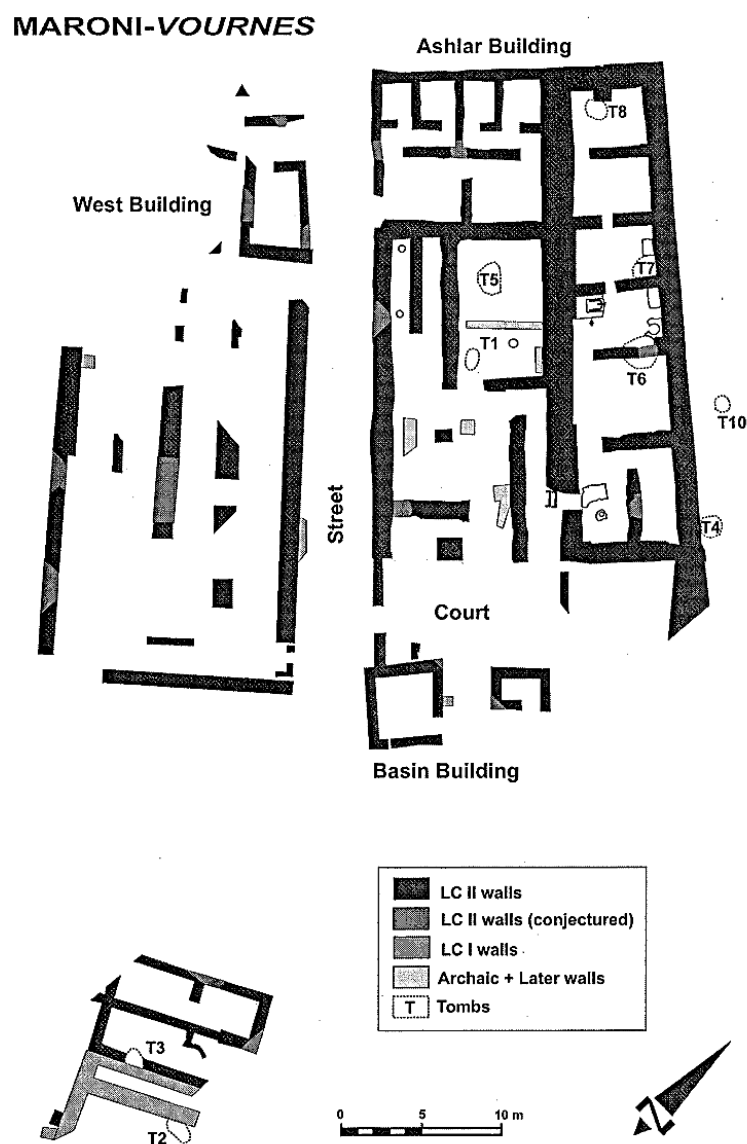 MARONI-VOURNES
Ashlar Building
T8
West Building
T7
T5
T1
T6
T10
T4
Street
Court
Basin Building
LC II walls
LC II walls (conjectured)
LC I walls
Archaic + Later walls
T Tombs
T3
T2
0 5 10 m
N